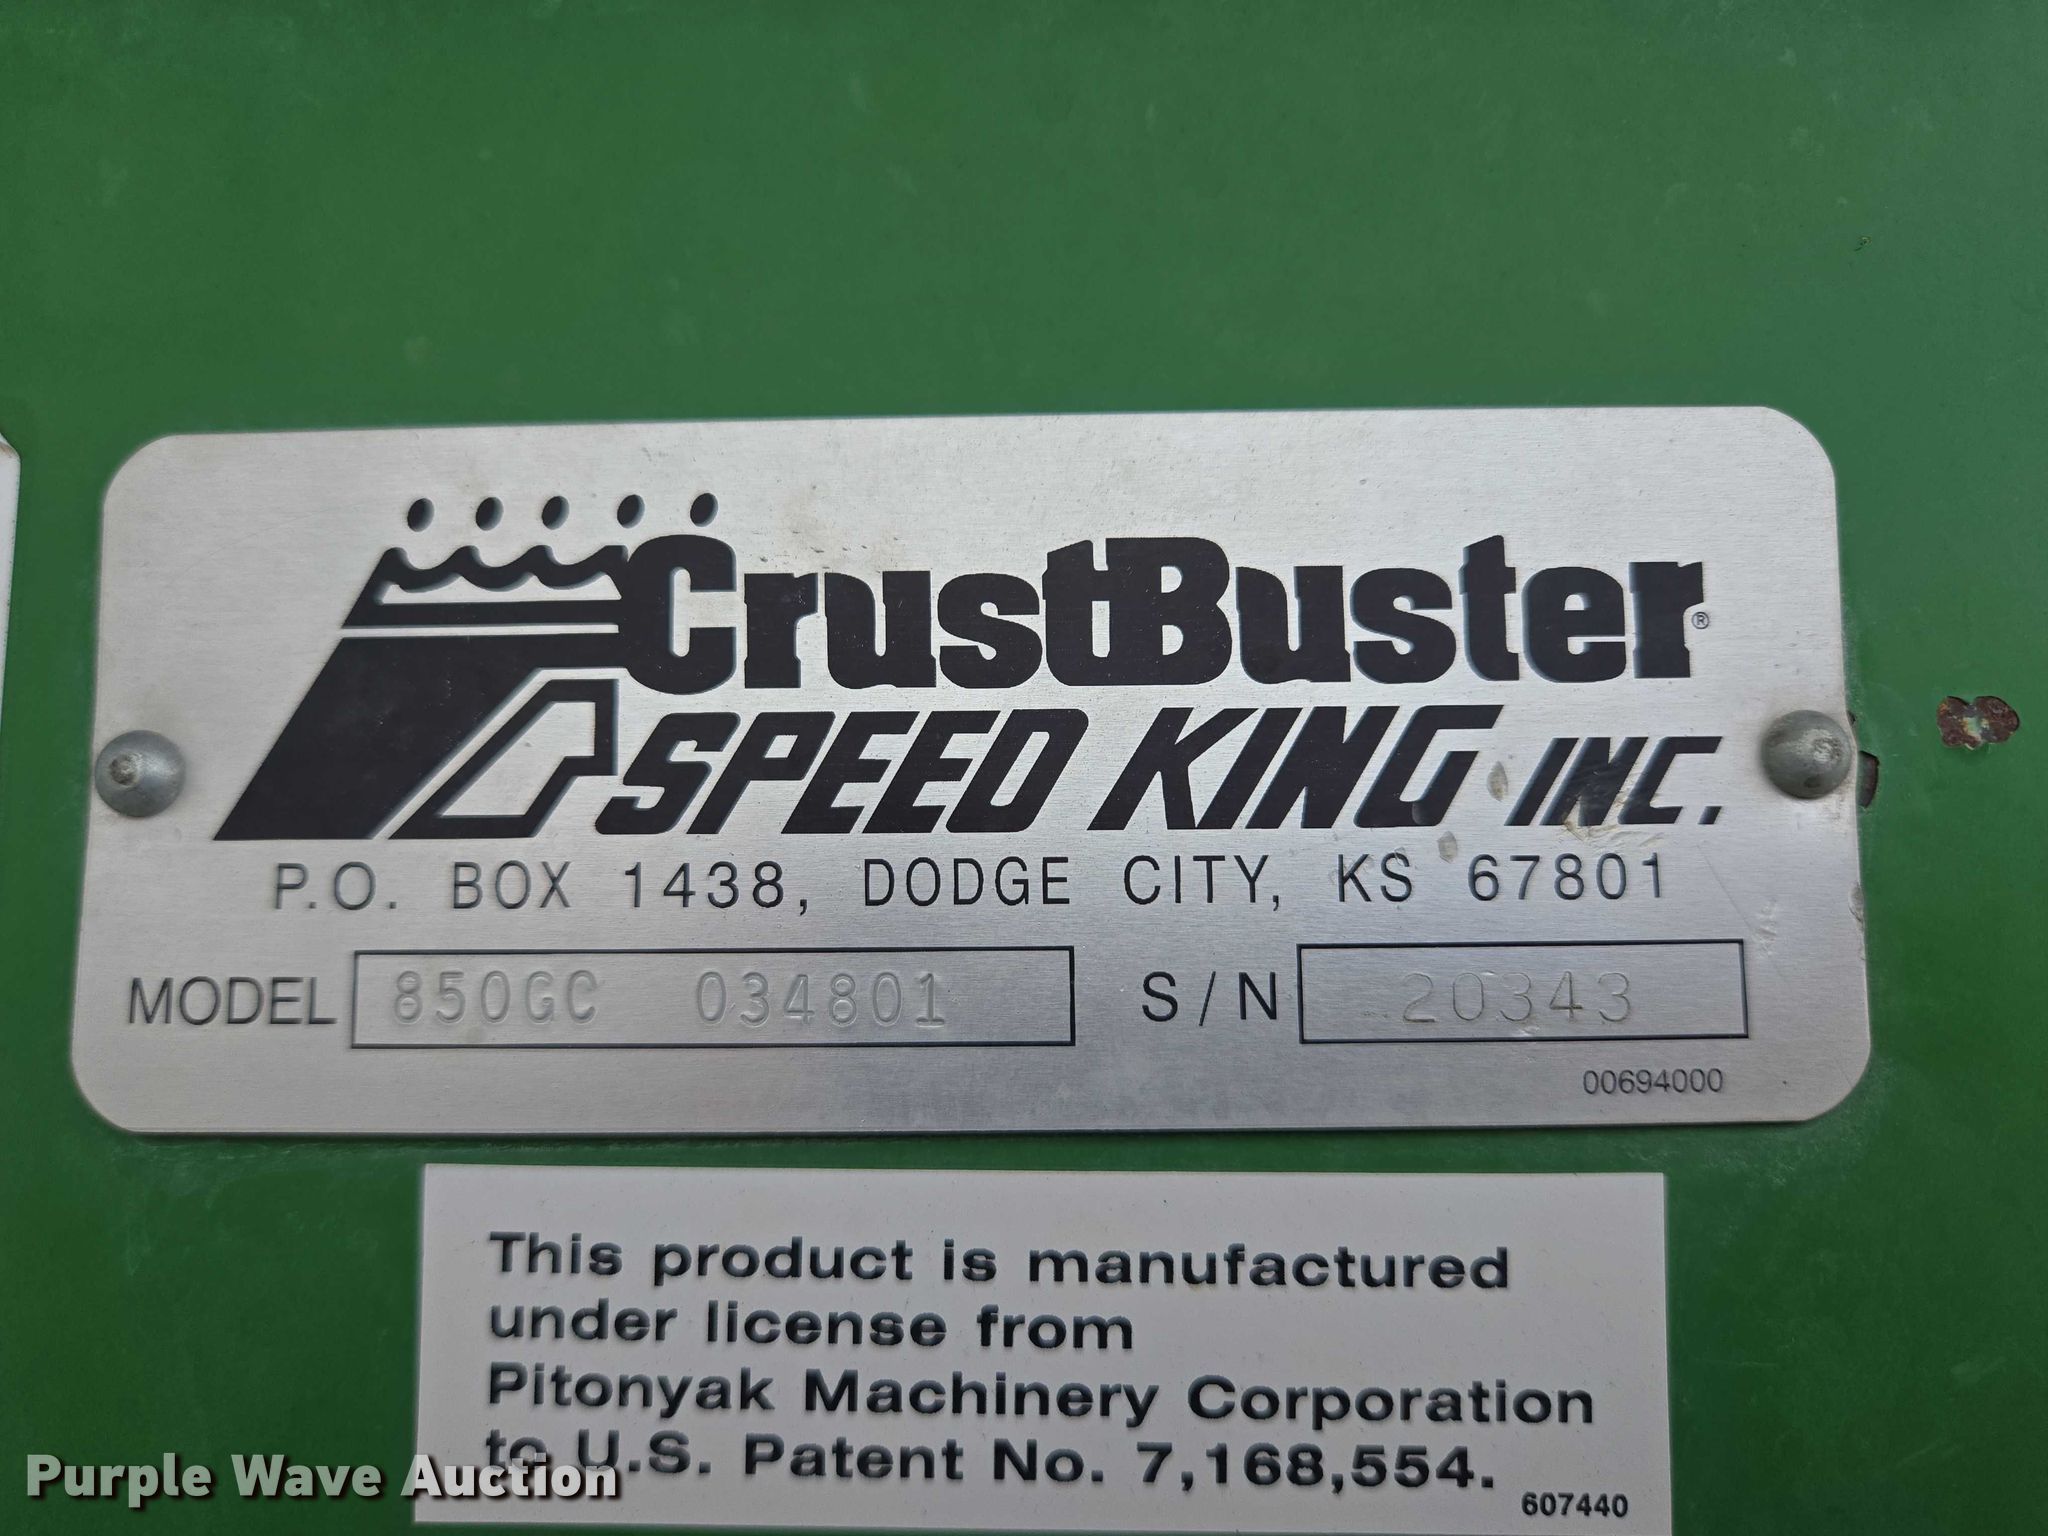 CrustBuster®
SPEED KING INC.
P.O. BOX 1438, DODGE CITY, KS 67801
MODEL 850GC 034801 S/N 20343
00694000
This product is manufactured
under license from
Pitonyak Machinery Corporation
to U.S. Patent No. 7,168,554.
607440
Purple Wave Auction